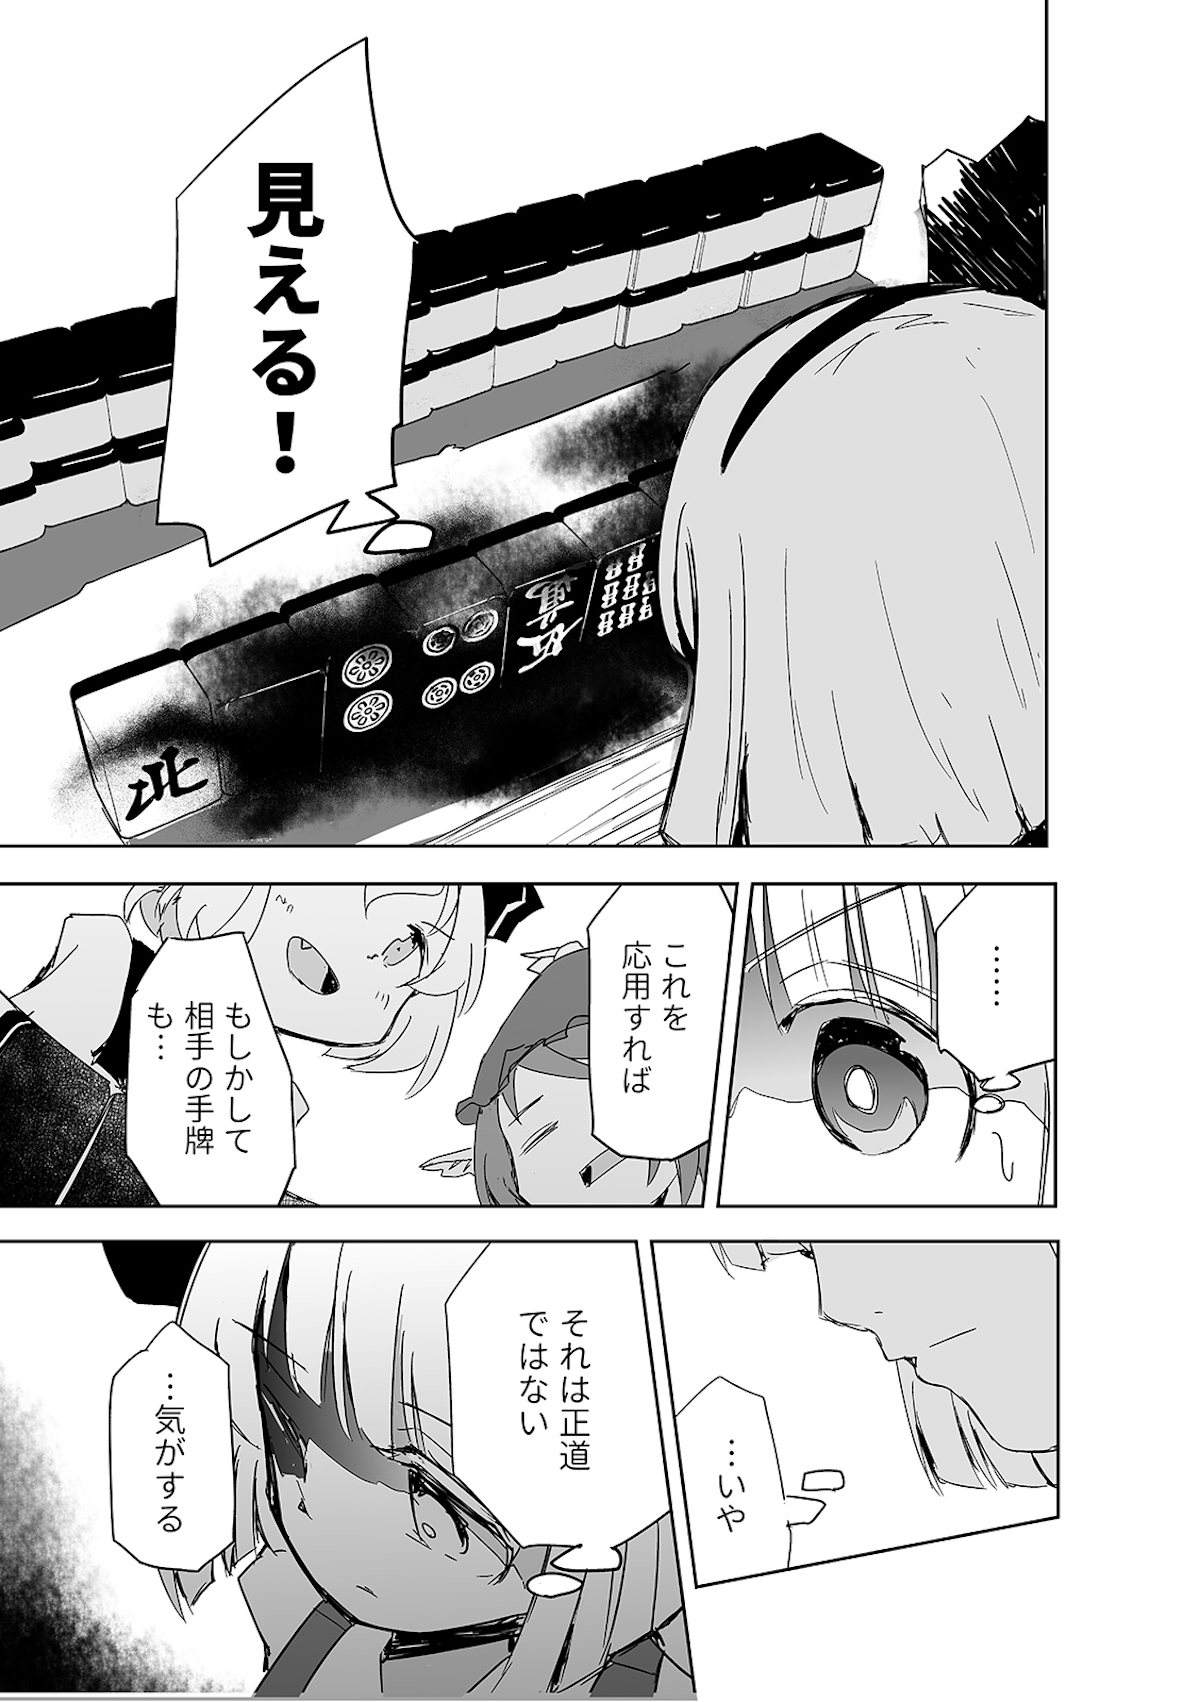 見える！
北
伍萬
……
これを
応用すれば
もしかして
相手の手牌
も…
…いや
それは正道
ではない
…気がする